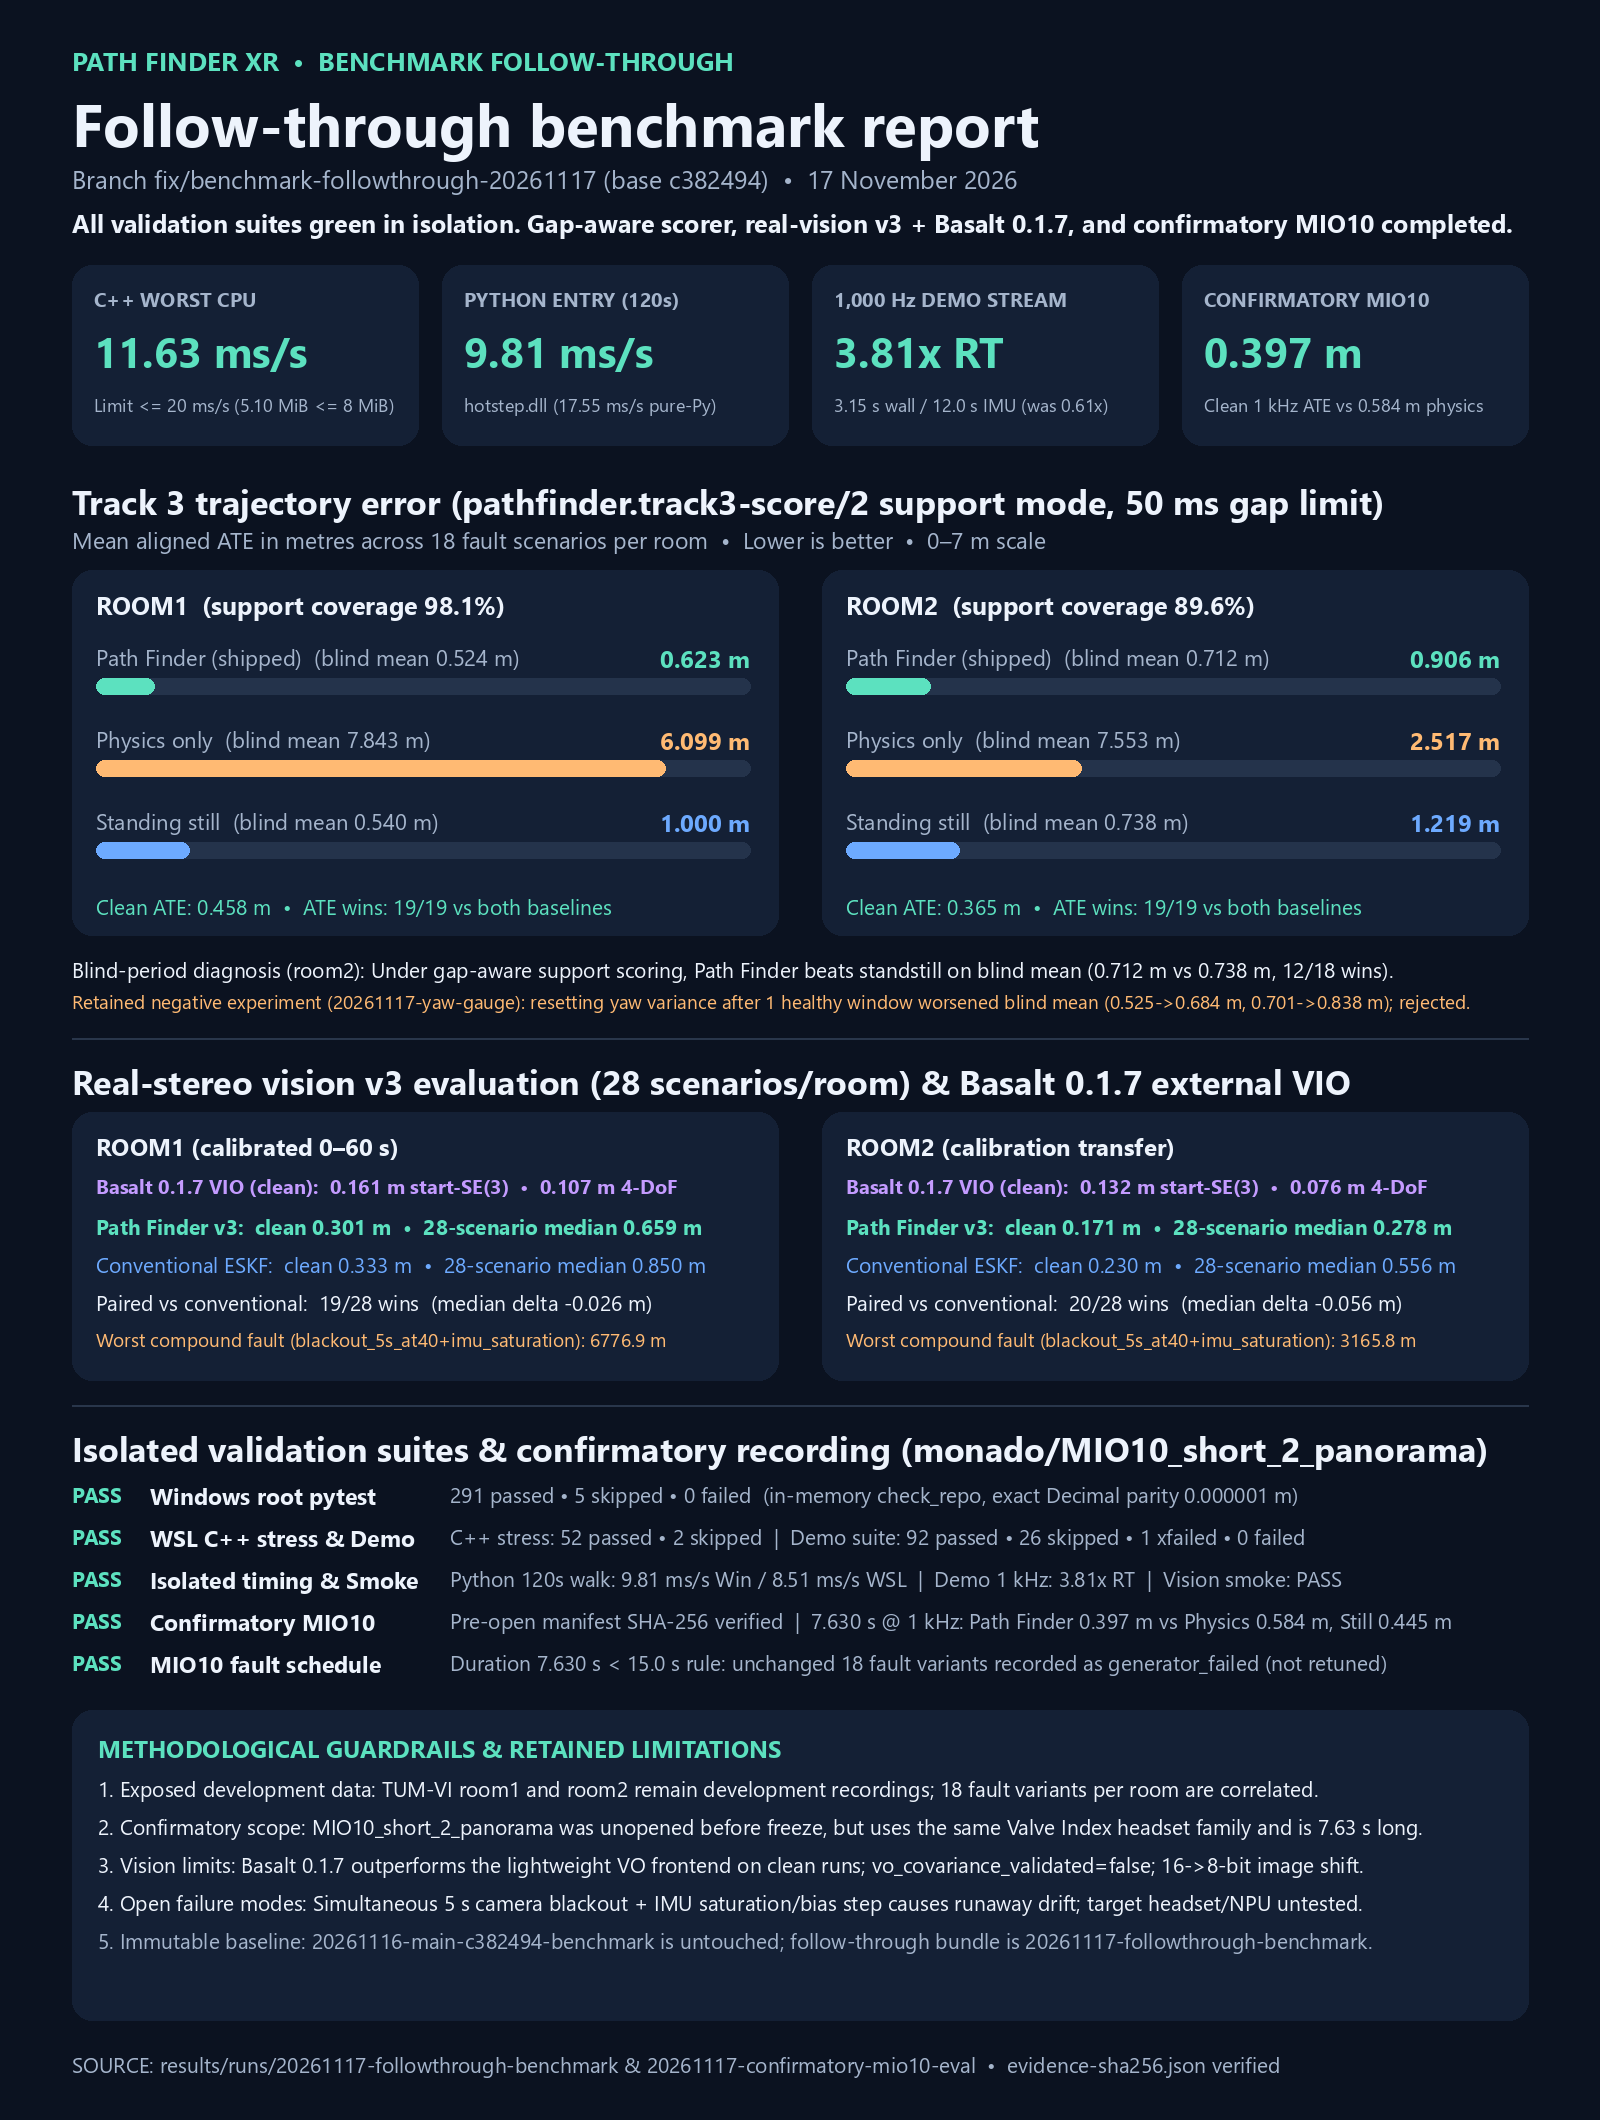 PATH FINDER XR • BENCHMARK FOLLOW-THROUGH
Follow-through benchmark report
Branch fix/benchmark-followthrough-20261117 (base c382494) • 17 November 2026
All validation suites green in isolation. Gap-aware scorer, real-vision v3 + Basalt 0.1.7, and confirmatory MIO10 completed.
C++ WORST CPU
11.63 ms/s
Limit <= 20 ms/s (5.10 MiB <= 8 MiB)
PYTHON ENTRY (120s)
9.81 ms/s
hotstep.dll (17.55 ms/s pure-Py)
1,000 Hz DEMO STREAM
3.81x RT
3.15 s wall / 12.0 s IMU (was 0.61x)
CONFIRMATORY MIO10
0.397 m
Clean 1 kHz ATE vs 0.584 m physics
Track 3 trajectory error (pathfinder.track3-score/2 support mode, 50 ms gap limit)
Mean aligned ATE in metres across 18 fault scenarios per room • Lower is better • 0–7 m scale
ROOM1 (support coverage 98.1%)
Path Finder (shipped) (blind mean 0.524 m) 0.623 m
Physics only (blind mean 7.843 m) 6.099 m
Standing still (blind mean 0.540 m) 1.000 m
Clean ATE: 0.458 m • ATE wins: 19/19 vs both baselines
ROOM2 (support coverage 89.6%)
Path Finder (shipped) (blind mean 0.712 m) 0.906 m
Physics only (blind mean 7.553 m) 2.517 m
Standing still (blind mean 0.738 m) 1.219 m
Clean ATE: 0.365 m • ATE wins: 19/19 vs both baselines
Blind-period diagnosis (room2): Under gap-aware support scoring, Path Finder beats standstill on blind mean (0.712 m vs 0.738 m, 12/18 wins).
Retained negative experiment (20261117-yaw-gauge): resetting yaw variance after 1 healthy window worsened blind mean (0.525->0.684 m, 0.701->0.838 m); rejected.
Real-stereo vision v3 evaluation (28 scenarios/room) & Basalt 0.1.7 external VIO
ROOM1 (calibrated 0–60 s)
Basalt 0.1.7 VIO (clean): 0.161 m start-SE(3) • 0.107 m 4-DoF
Path Finder v3: clean 0.301 m • 28-scenario median 0.659 m
Conventional ESKF: clean 0.333 m • 28-scenario median 0.850 m
Paired vs conventional: 19/28 wins (median delta -0.026 m)
Worst compound fault (blackout_5s_at40+imu_saturation): 6776.9 m
ROOM2 (calibration transfer)
Basalt 0.1.7 VIO (clean): 0.132 m start-SE(3) • 0.076 m 4-DoF
Path Finder v3: clean 0.171 m • 28-scenario median 0.278 m
Conventional ESKF: clean 0.230 m • 28-scenario median 0.556 m
Paired vs conventional: 20/28 wins (median delta -0.056 m)
Worst compound fault (blackout_5s_at40+imu_saturation): 3165.8 m
Isolated validation suites & confirmatory recording (monado/MIO10_short_2_panorama)
PASS Windows root pytest 291 passed • 5 skipped • 0 failed (in-memory check_repo, exact Decimal parity 0.000001 m)
PASS WSL C++ stress & Demo C++ stress: 52 passed • 2 skipped | Demo suite: 92 passed • 26 skipped • 1 xfailed • 0 failed
PASS Isolated timing & Smoke Python 120s walk: 9.81 ms/s Win / 8.51 ms/s WSL | Demo 1 kHz: 3.81x RT | Vision smoke: PASS
PASS Confirmatory MIO10 Pre-open manifest SHA-256 verified | 7.630 s @ 1 kHz: Path Finder 0.397 m vs Physics 0.584 m, Still 0.445 m
PASS MIO10 fault schedule Duration 7.630 s < 15.0 s rule: unchanged 18 fault variants recorded as generator_failed (not retuned)
METHODOLOGICAL GUARDRAILS & RETAINED LIMITATIONS
1. Exposed development data: TUM-VI room1 and room2 remain development recordings; 18 fault variants per room are correlated.
2. Confirmatory scope: MIO10_short_2_panorama was unopened before freeze, but uses the same Valve Index headset family and is 7.63 s long.
3. Vision limits: Basalt 0.1.7 outperforms the lightweight VO frontend on clean runs; vo_covariance_validated=false; 16->8-bit image shift.
4. Open failure modes: Simultaneous 5 s camera blackout + IMU saturation/bias step causes runaway drift; target headset/NPU untested.
5. Immutable baseline: 20261116-main-c382494-benchmark is untouched; follow-through bundle is 20261117-followthrough-benchmark.
SOURCE: results/runs/20261117-followthrough-benchmark & 20261117-confirmatory-mio10-eval • evidence-sha256.json verified